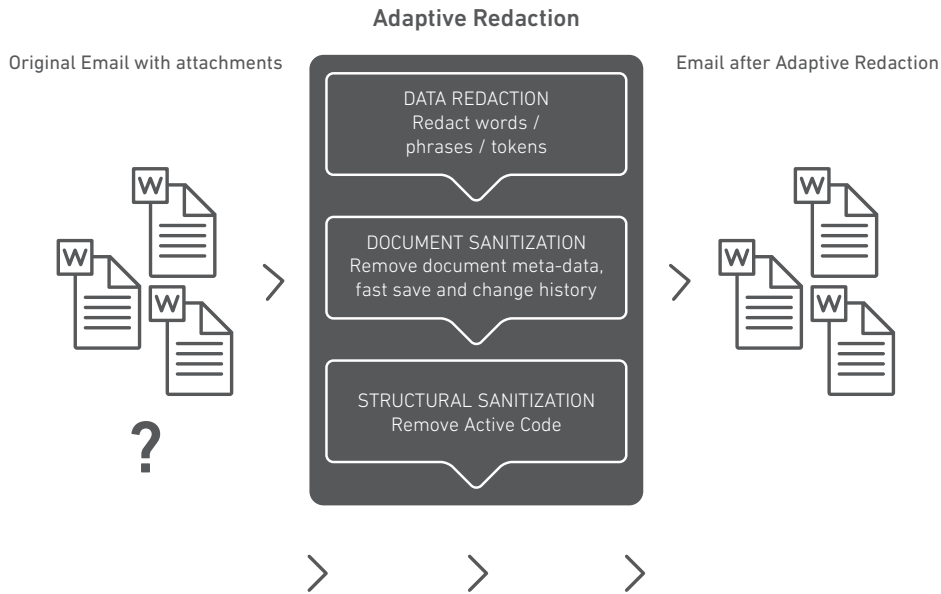 Adaptive Redaction
Original Email with attachments
Email after Adaptive Redaction
DATA REDACTION
Redact words /
phrases / tokens
W
W
W
DOCUMENT SANITIZATION
Remove document meta-data,
fast save and change history
W
W
W
STRUCTURAL SANITIZATION
Remove Active Code
?